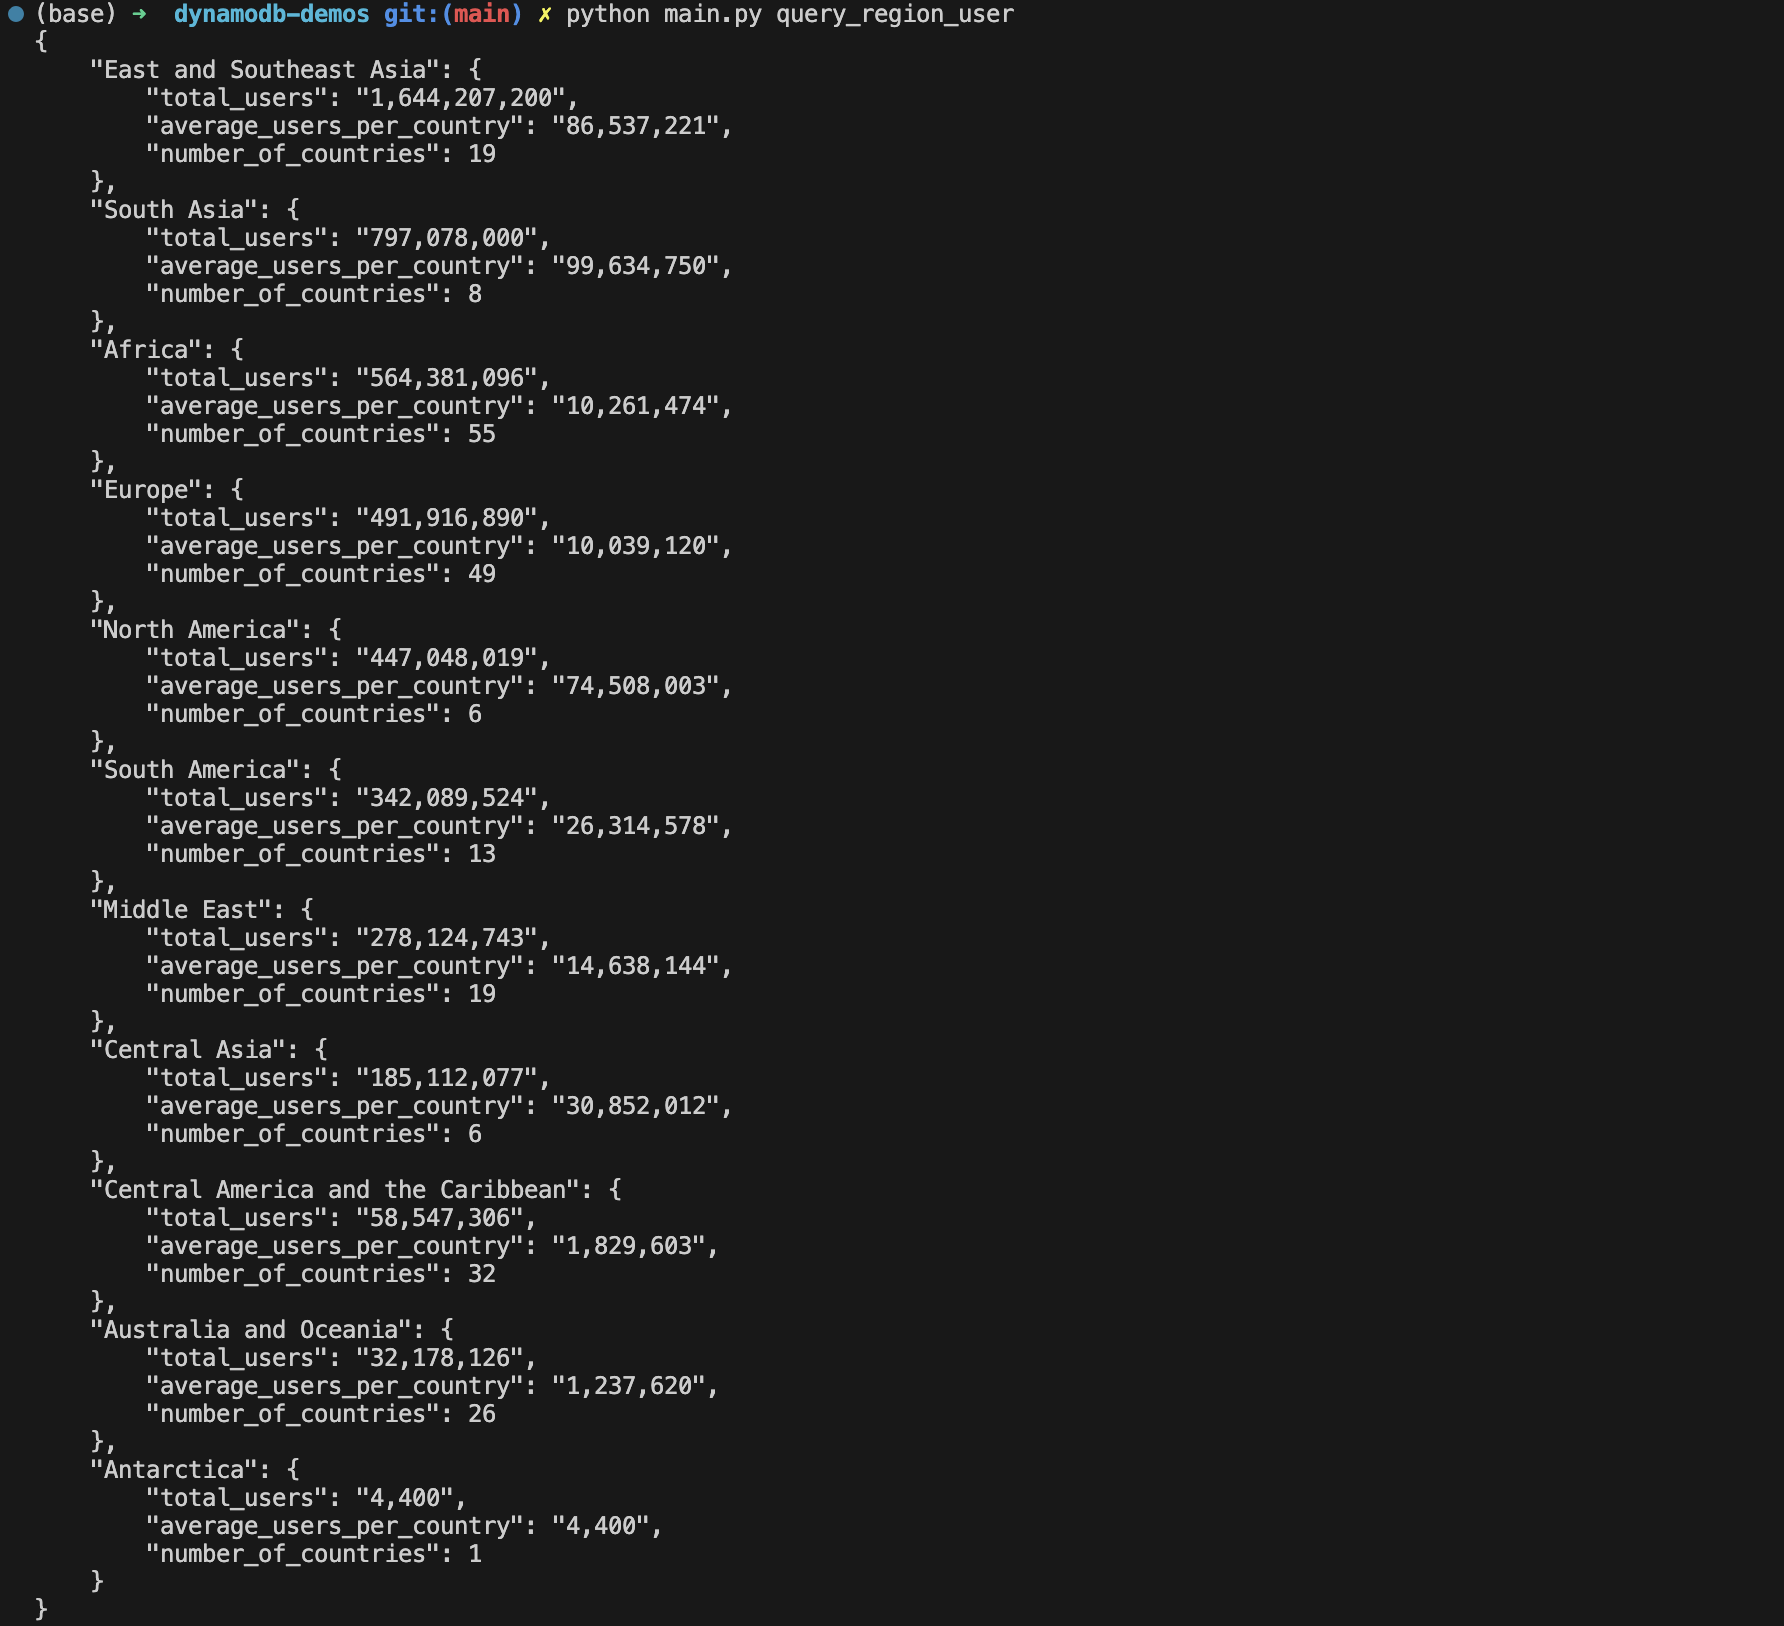 (base) ➜ dynamodb-demos git:(main) ✗ python main.py query_region_user
{
    "East and Southeast Asia": {
        "total_users": "1,644,207,200",
        "average_users_per_country": "86,537,221",
        "number_of_countries": 19
    },
    "South Asia": {
        "total_users": "797,078,000",
        "average_users_per_country": "99,634,750",
        "number_of_countries": 8
    },
    "Africa": {
        "total_users": "564,381,096",
        "average_users_per_country": "10,261,474",
        "number_of_countries": 55
    },
    "Europe": {
        "total_users": "491,916,890",
        "average_users_per_country": "10,039,120",
        "number_of_countries": 49
    },
    "North America": {
        "total_users": "447,048,019",
        "average_users_per_country": "74,508,003",
        "number_of_countries": 6
    },
    "South America": {
        "total_users": "342,089,524",
        "average_users_per_country": "26,314,578",
        "number_of_countries": 13
    },
    "Middle East": {
        "total_users": "278,124,743",
        "average_users_per_country": "14,638,144",
        "number_of_countries": 19
    },
    "Central Asia": {
        "total_users": "185,112,077",
        "average_users_per_country": "30,852,012",
        "number_of_countries": 6
    },
    "Central America and the Caribbean": {
        "total_users": "58,547,306",
        "average_users_per_country": "1,829,603",
        "number_of_countries": 32
    },
    "Australia and Oceania": {
        "total_users": "32,178,126",
        "average_users_per_country": "1,237,620",
        "number_of_countries": 26
    },
    "Antarctica": {
        "total_users": "4,400",
        "average_users_per_country": "4,400",
        "number_of_countries": 1
    }
}